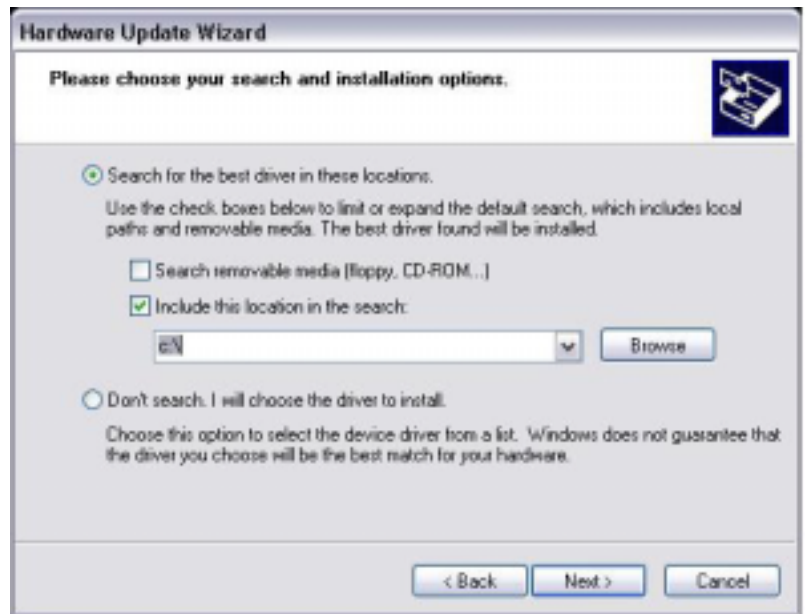 Hardware Update Wizard
Please choose your search and installation options.
Search for the best driver in these locations.
Use the check boxes below to limit or expand the default search, which includes local
paths and removable media. The best driver found will be installed.
Search removable media (floppy, CD-ROM...)
Include this location in the search:
c:\
Browse
Don't search. I will choose the driver to install.
Choose this option to select the device driver from a list. Windows does not guarantee that
the driver you choose will be the best match for your hardware.
< Back
Next >
Cancel